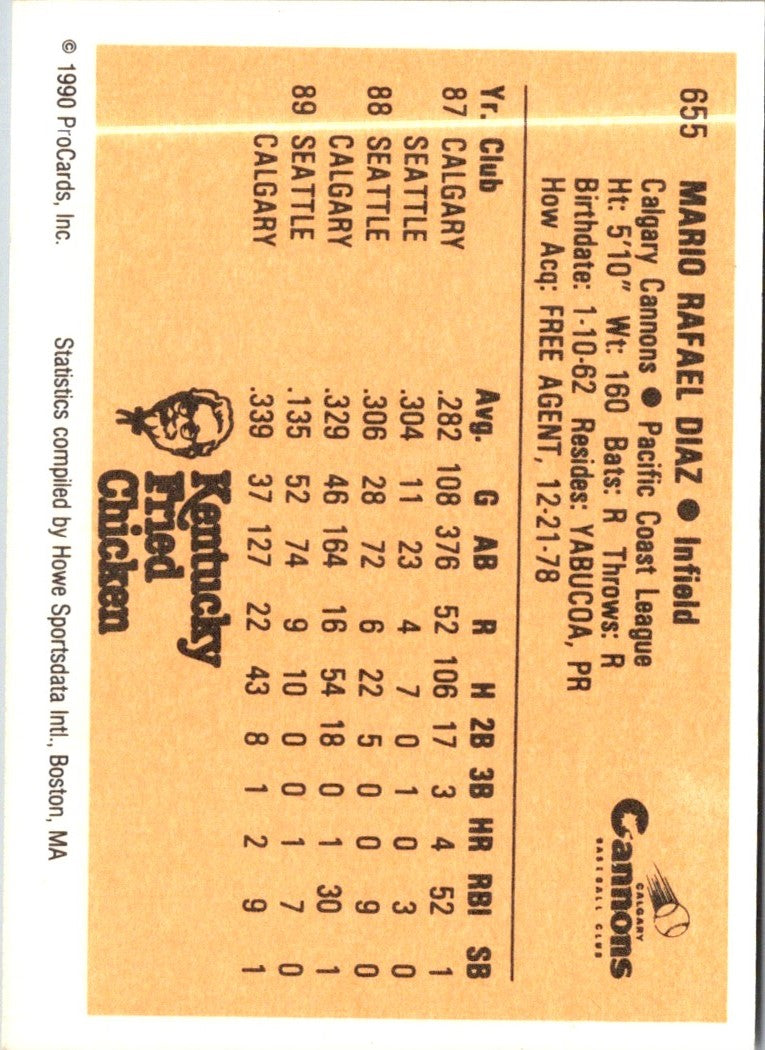 655 MARIO RAFAEL DIAZ ● Infield
Calgary Cannons ● Pacific Coast League
Ht: 5'10" Wt: 160 Bats: R Throws: R
Birthdate: 1-10-62 Resides: YABUCOA, PR
How Acq: FREE AGENT, 12-21-78
CALGARY
Cannons
BASEBALL CLUB
Yr. Club Avg. G AB R H 2B 3B HR RBI SB
87 CALGARY .282 108 376 52 106 17 3 4 52 1
SEATTLE .304 11 23 4 7 0 1 0 3 0
88 SEATTLE .306 28 72 6 22 5 0 0 9 0
CALGARY .329 46 164 16 54 18 0 1 30 1
89 SEATTLE .135 52 74 9 10 0 0 1 7 0
CALGARY .339 37 127 22 43 8 1 2 9 1
Kentucky
Fried
Chicken
© 1990 ProCards, Inc. Statistics compiled by Howe Sportsdata Intl., Boston, MA